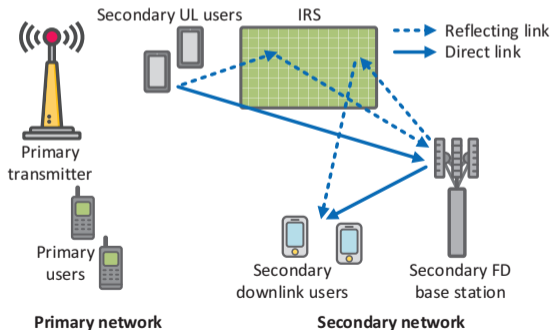 Secondary UL users
IRS
Reflecting link
Direct link
Primary
transmitter
Primary
users
Secondary
downlink users
Secondary FD
base station
Primary network
Secondary network